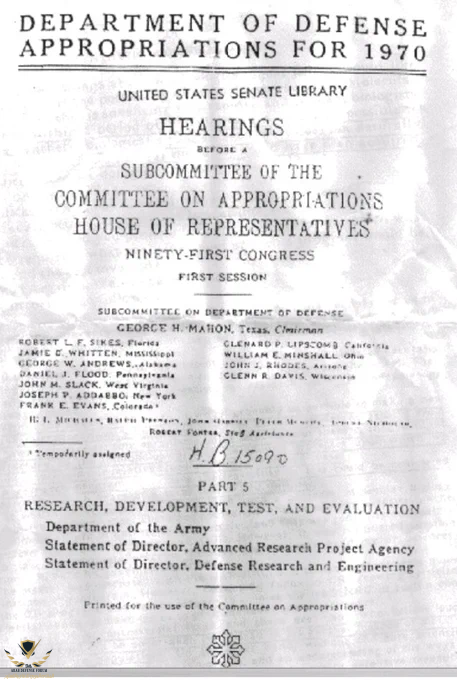 DEPARTMENT OF DEFENSE
APPROPRIATIONS FOR 1970
UNITED STATES SENATE LIBRARY
HEARINGS
BEFORE A
SUBCOMMITTEE OF THE
COMMITTEE ON APPROPRIATIONS
HOUSE OF REPRESENTATIVES
NINETY-FIRST CONGRESS
FIRST SESSION
SUBCOMMITTEE ON DEPARTMENT OF DEFENSE
GEORGE H. MAHON, Texas, Chairman
ROBERT L. F. SIKES, Florida
JAMIE L. WHITTEN, Mississippi
GEORGE W. ANDREWS, Alabama
DANIEL J. FLOOD, Pennsylvania
JOHN M. SLACK, West Virginia
JOSEPH P. ADDABBO, New York
FRANK E. EVANS, Colorado ¹
GLENARD P. LIPSCOMB, California
WILLIAM E. MINSHALL, Ohio
JOHN J. RHODES, Arizona
GLENN R. DAVIS, Wisconsin
ROBERT FOSTER, Staff Assistants
¹ Temporarily assigned
H.B. 15090
PART 5
RESEARCH, DEVELOPMENT, TEST, AND EVALUATION
Department of the Army
Statement of Director, Advanced Research Project Agency
Statement of Director, Defense Research and Engineering
Printed for the use of the Committee on Appropriations